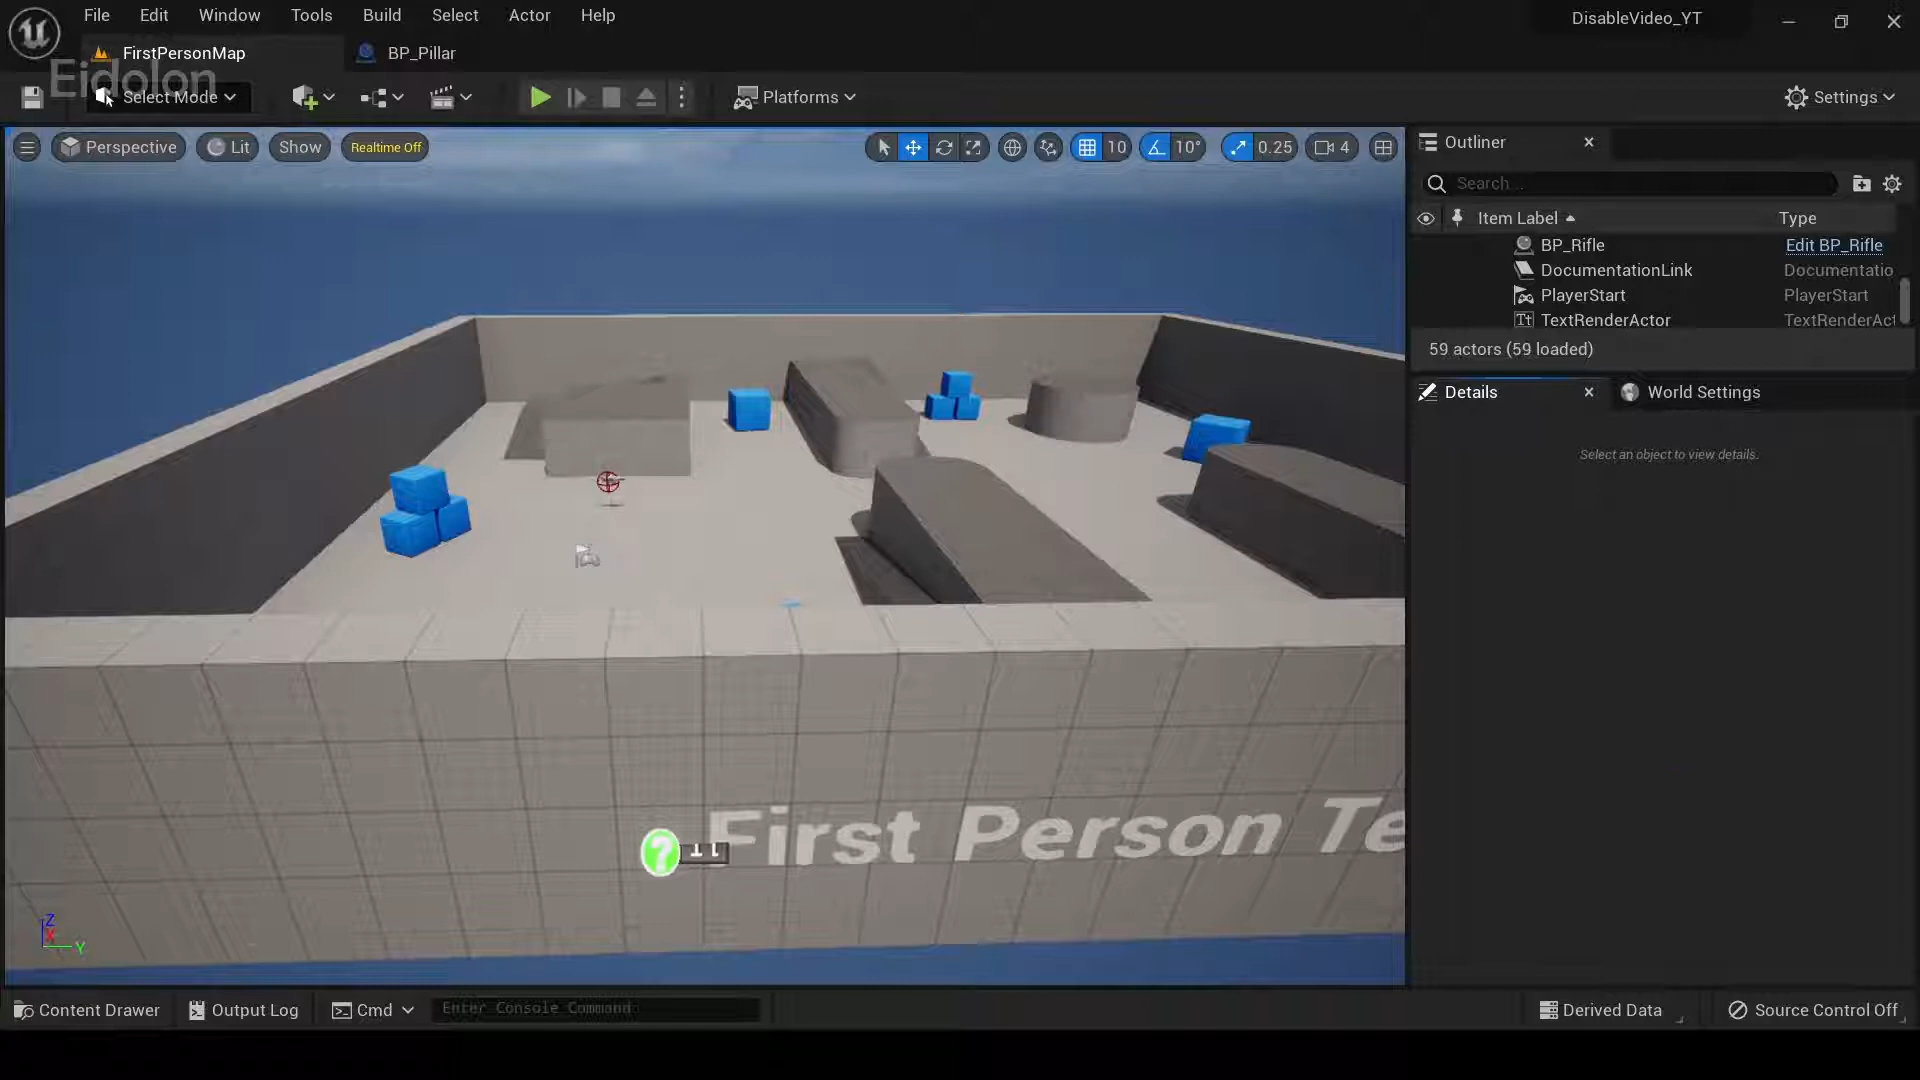 File Edit Window Tools Build Select Actor Help
DisableVideo_YT
FirstPersonMap
BP_Pillar
Eidolon
Select Mode
Platforms
Settings
Perspective
Lit
Show
Realtime Off
10
10°
0.25
4
Outliner
Search...
Item Label
Type
BP_Rifle
Edit BP_Rifle
DocumentationLink
Documentatio
PlayerStart
PlayerStart
TextRenderActor
TextRenderAct
59 actors (59 loaded)
Details
World Settings
Select an object to view details.
First Person Te
Z
X
Y
Content Drawer
Output Log
Cmd
Enter Console Command
Derived Data
Source Control Off